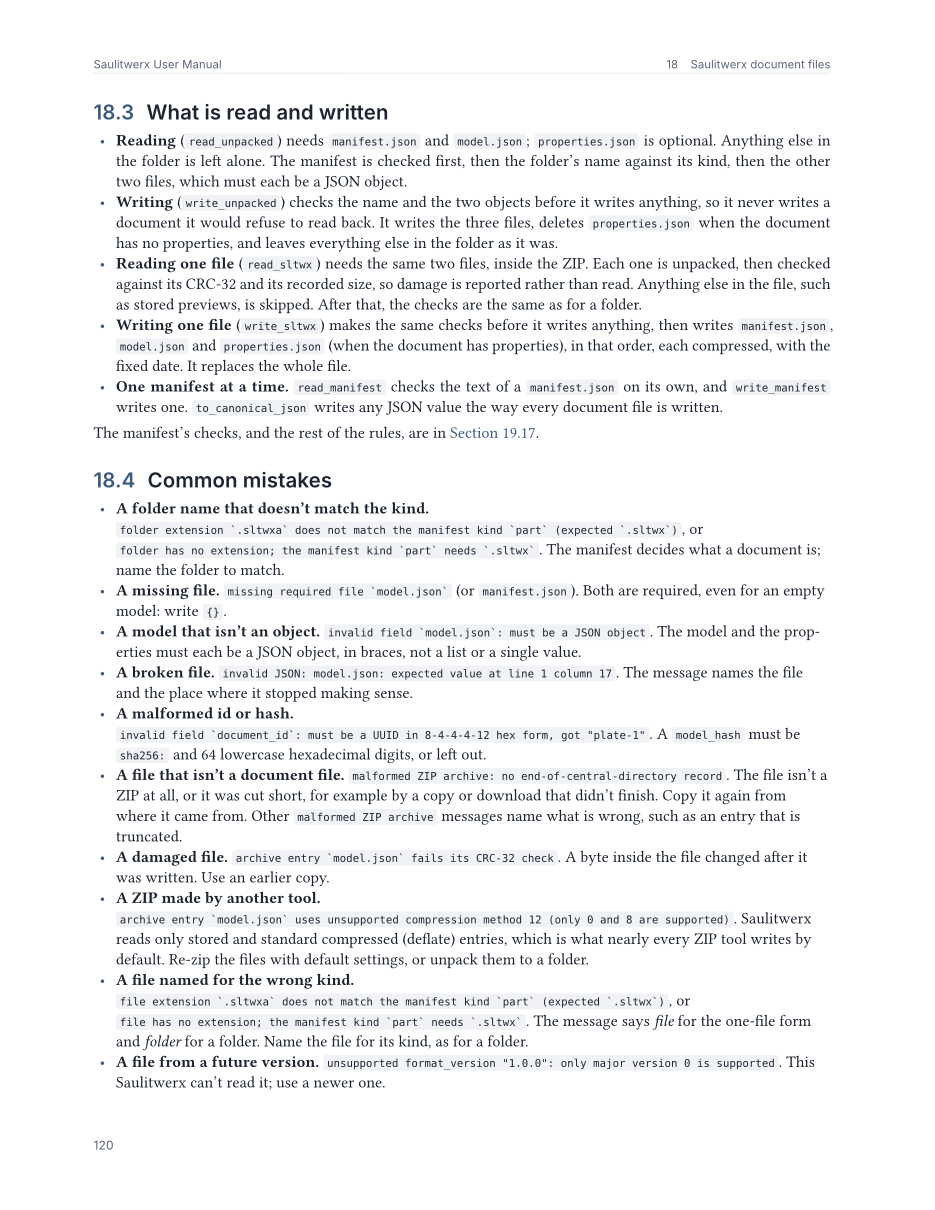 Saulitwerx User Manual
18 Saulitwerx document files
18.3 What is read and written
• Reading ( read_unpacked ) needs manifest.json and model.json ; properties.json is optional. Anything else in
the folder is left alone. The manifest is checked first, then the folder’s name against its kind, then the other
two files, which must each be a JSON object.
• Writing ( write_unpacked ) checks the name and the two objects before it writes anything, so it never writes a
document it would refuse to read back. It writes the three files, deletes properties.json when the document
has no properties, and leaves everything else in the folder as it was.
• Reading one file ( read_sltwx ) needs the same two files, inside the ZIP. Each one is unpacked, then checked
against its CRC-32 and its recorded size, so damage is reported rather than read. Anything else in the file, such
as stored previews, is skipped. After that, the checks are the same as for a folder.
• Writing one file ( write_sltwx ) makes the same checks before it writes anything, then writes manifest.json ,
model.json and properties.json (when the document has properties), in that order, each compressed, with the
fixed date. It replaces the whole file.
• One manifest at a time. read_manifest checks the text of a manifest.json on its own, and write_manifest
writes one. to_canonical_json writes any JSON value the way every document file is written.
The manifest’s checks, and the rest of the rules, are in Section 19.17.
18.4 Common mistakes
• A folder name that doesn’t match the kind.
folder extension `.sltwxa` does not match the manifest kind `part` (expected `.sltwx`) , or
folder has no extension; the manifest kind `part` needs `.sltwx` . The manifest decides what a document is;
name the folder to match.
• A missing file. missing required file `model.json` (or manifest.json ). Both are required, even for an empty
model: write {} .
• A model that isn’t an object. invalid field `model.json`: must be a JSON object . The model and the prop-
erties must each be a JSON object, in braces, not a list or a single value.
• A broken file. invalid JSON: model.json: expected value at line 1 column 17 . The message names the file
and the place where it stopped making sense.
• A malformed id or hash.
invalid field `document_id`: must be a UUID in 8-4-4-4-12 hex form, got "plate-1" . A model_hash must be
sha256: and 64 lowercase hexadecimal digits, or left out.
• A file that isn’t a document file. malformed ZIP archive: no end-of-central-directory record . The file isn’t a
ZIP at all, or it was cut short, for example by a copy or download that didn’t finish. Copy it again from
where it came from. Other malformed ZIP archive messages name what is wrong, such as an entry that is
truncated.
• A damaged file. archive entry `model.json` fails its CRC-32 check . A byte inside the file changed after it
was written. Use an earlier copy.
• A ZIP made by another tool.
archive entry `model.json` uses unsupported compression method 12 (only 0 and 8 are supported) . Saulitwerx
reads only stored and standard compressed (deflate) entries, which is what nearly every ZIP tool writes by
default. Re-zip the files with default settings, or unpack them to a folder.
• A file named for the wrong kind.
file extension `.sltwxa` does not match the manifest kind `part` (expected `.sltwx`) , or
file has no extension; the manifest kind `part` needs `.sltwx` . The message says file for the one-file form
and folder for a folder. Name the file for its kind, as for a folder.
• A file from a future version. unsupported format_version "1.0.0": only major version 0 is supported . This
Saulitwerx can’t read it; use a newer one.
120